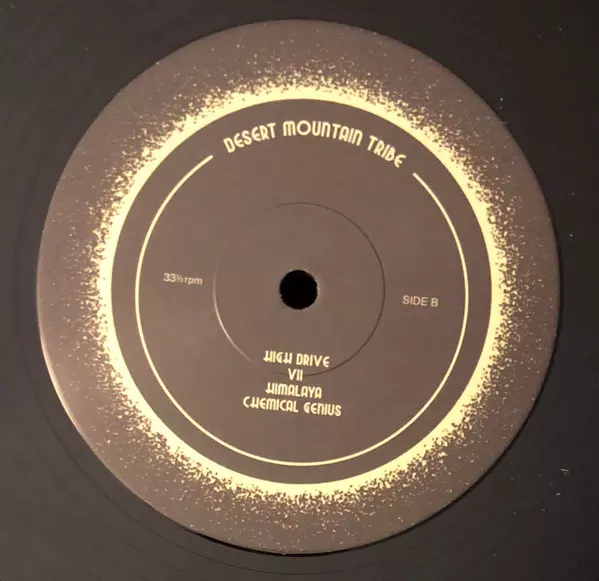 DESERT MOUNTAIN TRIBE
33⅓ rpm
SIDE B
HIGH DRIVE
VII
HIMALAYA
CHEMICAL GENIUS